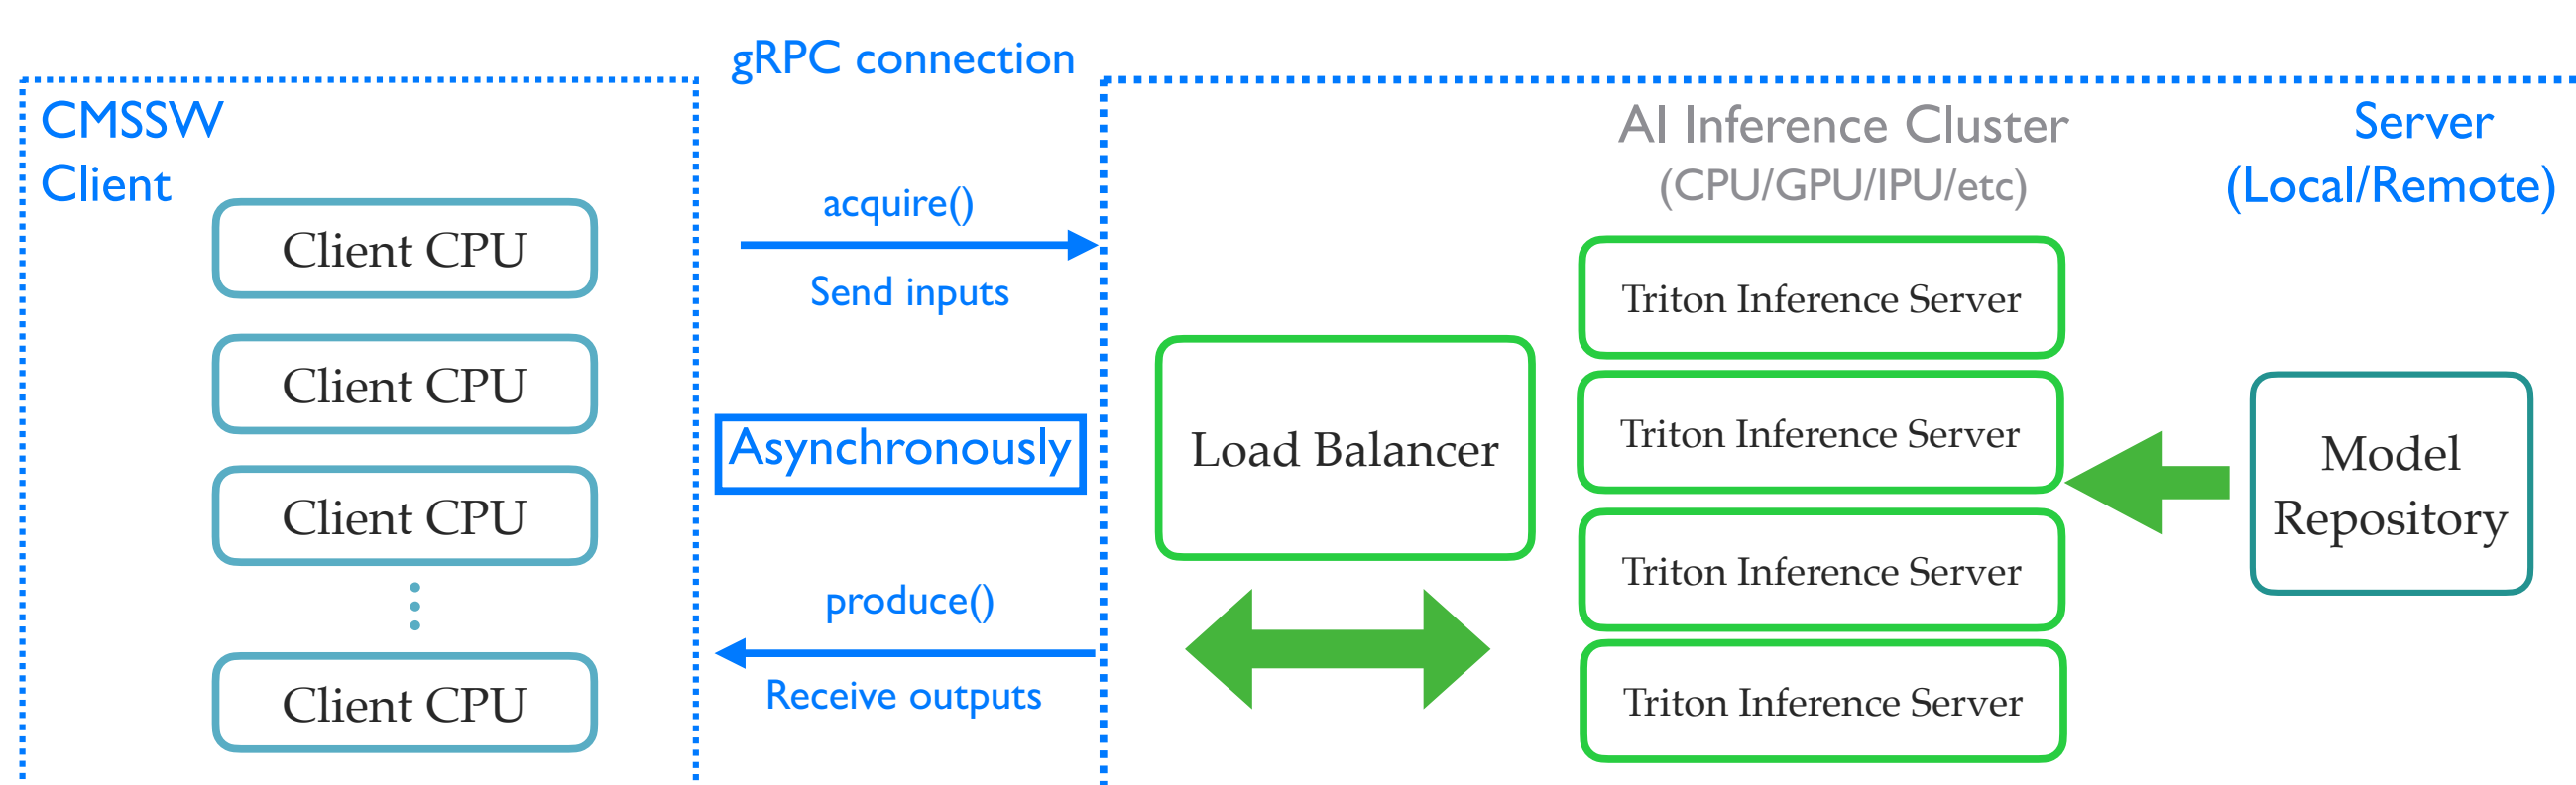 gRPC connection
CMSSW
Client
Client CPU
Client CPU
Client CPU
Client CPU
acquire()
Send inputs
Asynchronously
produce()
Receive outputs
AI Inference Cluster
(CPU/GPU/IPU/etc)
Server
(Local/Remote)
Load Balancer
Triton Inference Server
Triton Inference Server
Triton Inference Server
Triton Inference Server
Model
Repository